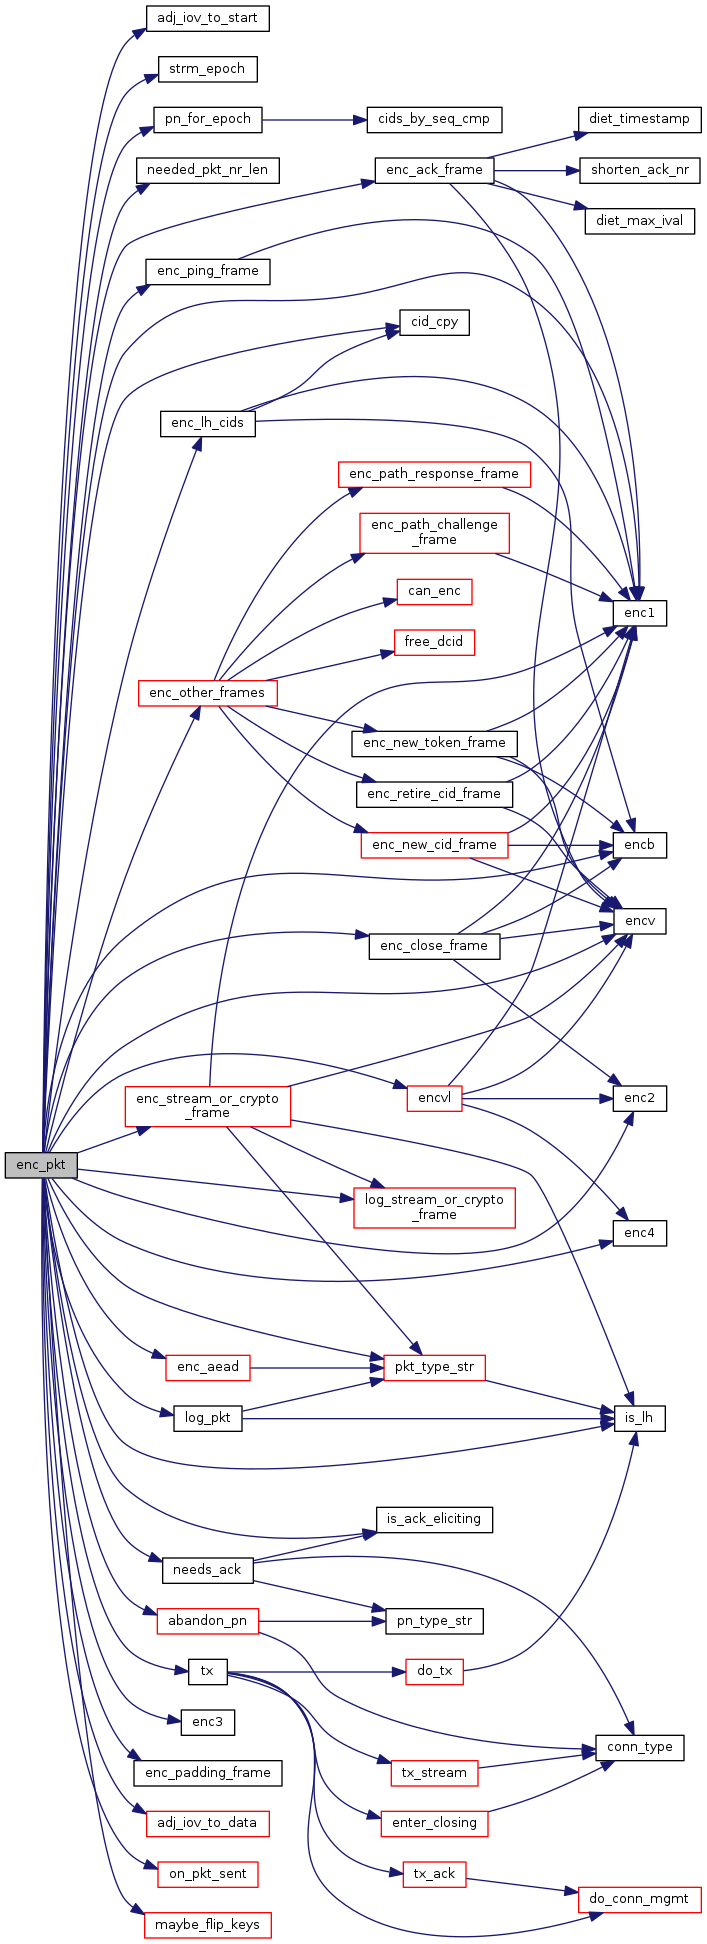 adj_iov_to_start
strm_epoch
pn_for_epoch
cids_by_seq_cmp
diet_timestamp
needed_pkt_nr_len
enc_ack_frame
shorten_ack_nr
diet_max_ival
enc_ping_frame
cid_cpy
enc_lh_cids
enc_path_response_frame
enc_path_challenge
_frame
can_enc
enc1
free_dcid
enc_other_frames
enc_new_token_frame
enc_retire_cid_frame
enc_new_cid_frame
encb
encv
enc_close_frame
enc_stream_or_crypto
_frame
encvl
enc2
enc_pkt
log_stream_or_crypto
_frame
enc4
enc_aead
pkt_type_str
log_pkt
is_lh
is_ack_eliciting
needs_ack
abandon_pn
pn_type_str
tx
do_tx
enc3
conn_type
enc_padding_frame
tx_stream
adj_iov_to_data
enter_closing
on_pkt_sent
tx_ack
do_conn_mgmt
maybe_flip_keys